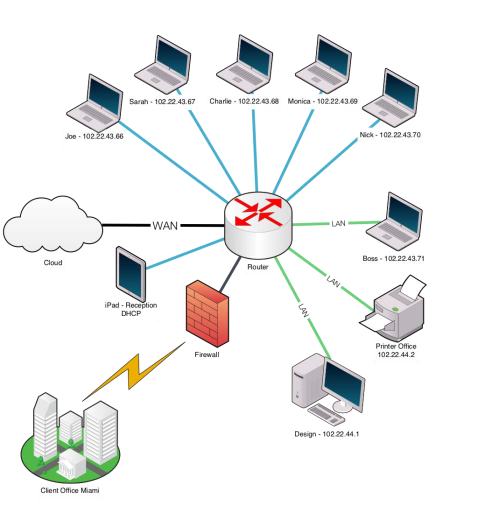 Sarah - 102.22.43.67
Charlie - 102.22.43.68
Monica - 102.22.43.69
Joe - 102.22.43.66
Nick - 102.22.43.70
WAN
LAN
Cloud
Router
Boss - 102.22.43.71
LAN
iPad - Reception
DHCP
LAN
Firewall
Printer Office
102.22.44.2
Design - 102.22.44.1
Client Office Miami